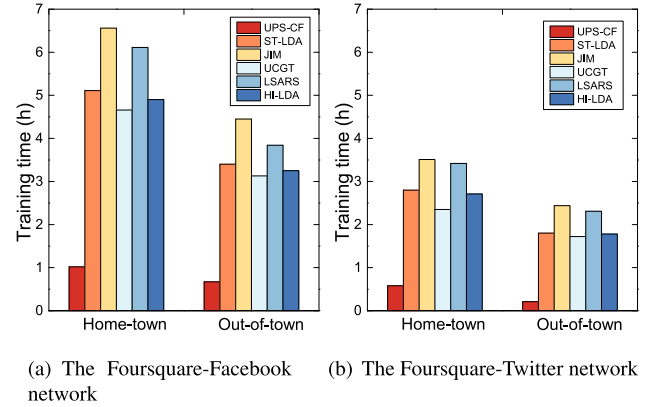 7
6
5
4
3
2
1
0
Training time (h)
UPS-CF
ST-LDA
JIM
UCGT
LSARS
HI-LDA
Home-town
Out-of-town
7
6
5
4
3
2
1
0
Training time (h)
UPS-CF
ST-LDA
JIM
UCGT
LSARS
HI-LDA
Home-town
Out-of-town
(a) The Foursquare-Facebook
network
(b) The Foursquare-Twitter network